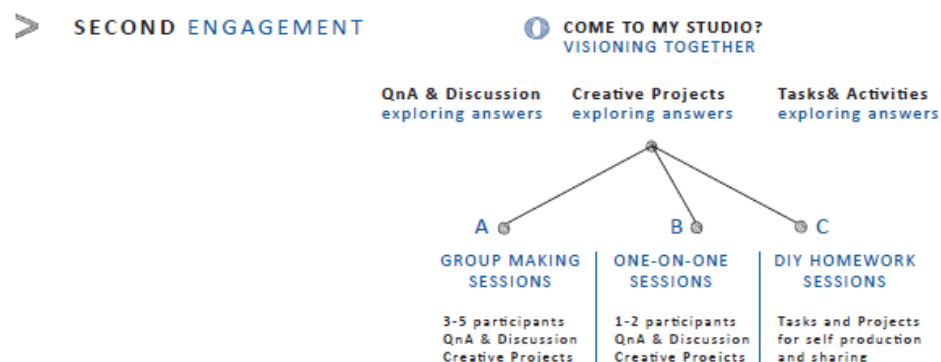 > SECOND ENGAGEMENT
COME TO MY STUDIO?
VISIONING TOGETHER
QnA & Discussion
exploring answers
Creative Projects
exploring answers
Tasks& Activities
exploring answers
A
B
C
GROUP MAKING
SESSIONS
3-5 participants
QnA & Discussion
Creative Projects
ONE-ON-ONE
SESSIONS
1-2 participants
QnA & Discussion
Creative Projects
DIY HOMEWORK
SESSIONS
Tasks and Projects
for self production
and sharing